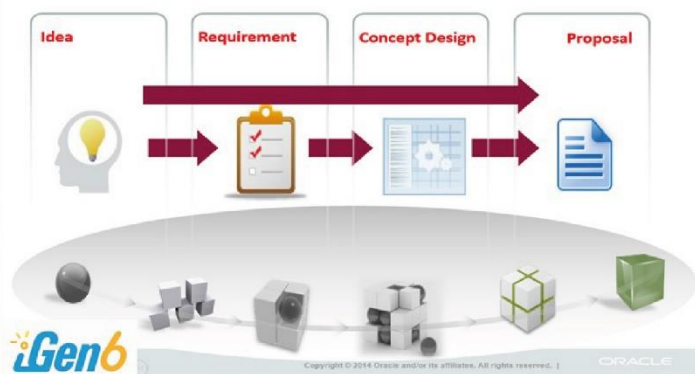 Idea
Requirement
Concept Design
Proposal
iGen6
Copyright © 2014 Oracle and/or its affiliates. All rights reserved. |
ORACLE